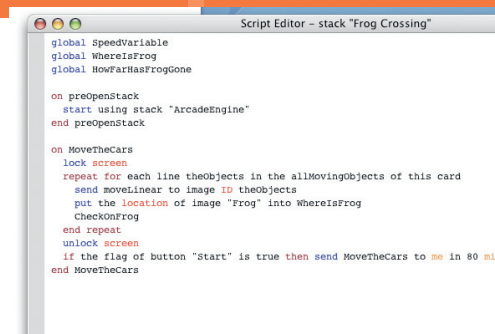 Script Editor – stack "Frog Crossing"
global SpeedVariable
global WhereIsFrog
global HowFarHasFrogGone
on preOpenStack
start using stack "ArcadeEngine"
end preOpenStack
on MoveTheCars
lock screen
repeat for each line theObjects in the allMovingObjects of this card
send moveLinear to image ID theObjects
put the location of image "Frog" into WhereIsFrog
CheckOnFrog
end repeat
unlock screen
if the flag of button "Start" is true then send MoveTheCars to me in 80 mi
end MoveTheCars